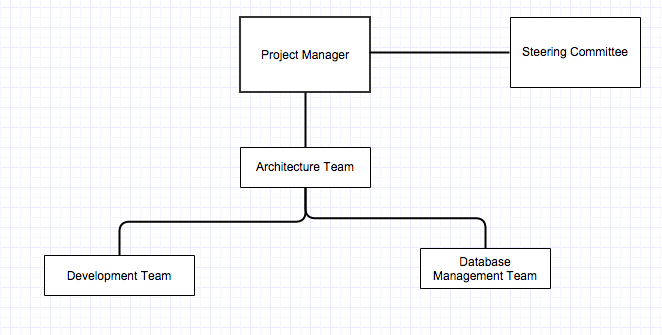 Project Manager
Steering Committee
Architecture Team
Development Team
Database
Management Team